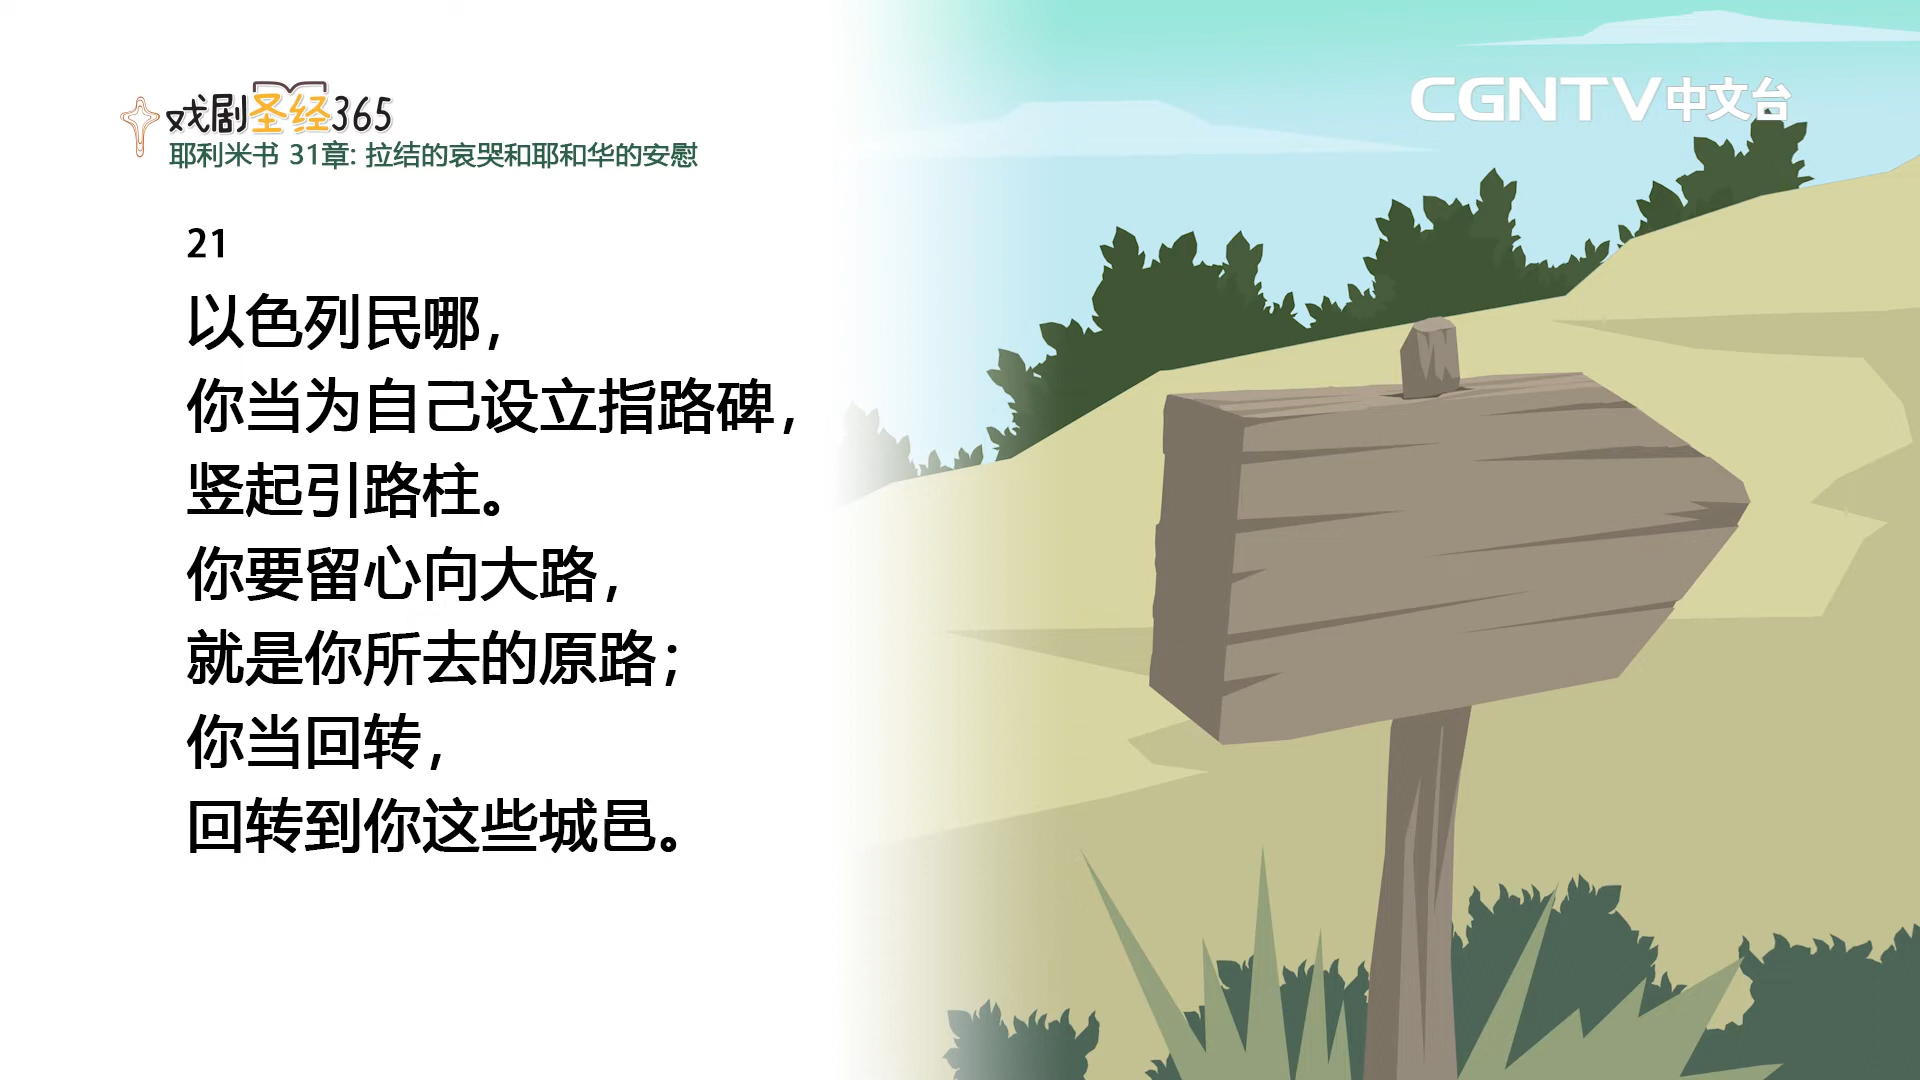 戏剧圣经365
CGNTV中文台
耶利米书 31章: 拉结的哀哭和耶和华的安慰
21
以色列民哪，
你当为自己设立指路碑，
竖起引路柱。
你要留心向大路，
就是你所去的原路；
你当回转，
回转到你这些城邑。